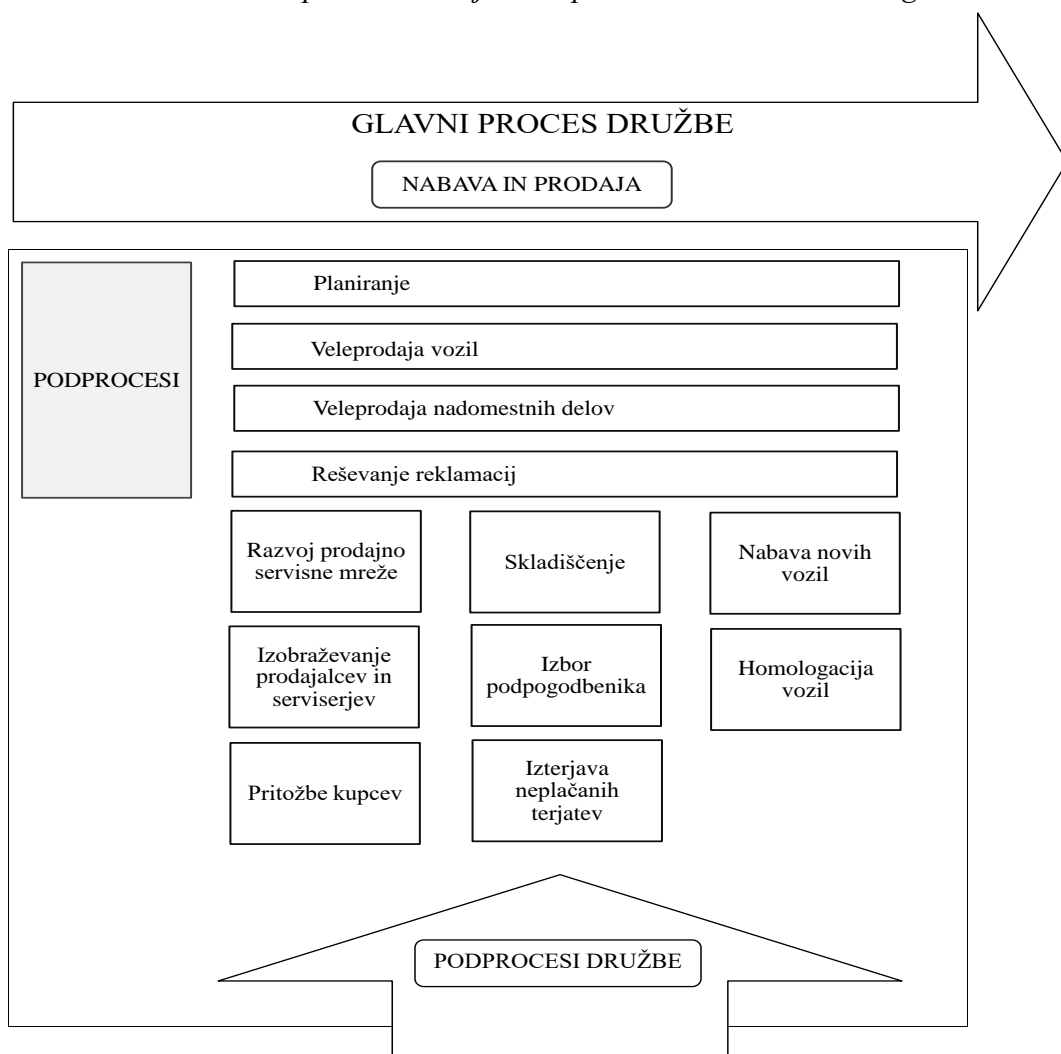 GLAVNI PROCES DRUŽBE
NABAVA IN PRODAJA
PODPROCESI
Planiranje
Veleprodaja vozil
Veleprodaja nadomestnih delov
Reševanje reklamacij
Razvoj prodajno
servisne mreže
Skladiščenje
Nabava novih
vozil
Izobraževanje
prodajalcev in
serviserjev
Izbor
podpogodbenika
Homologacija
vozil
Pritožbe kupcev
Izterjava
neplačanih
terjatev
PODPROCESI DRUŽBE